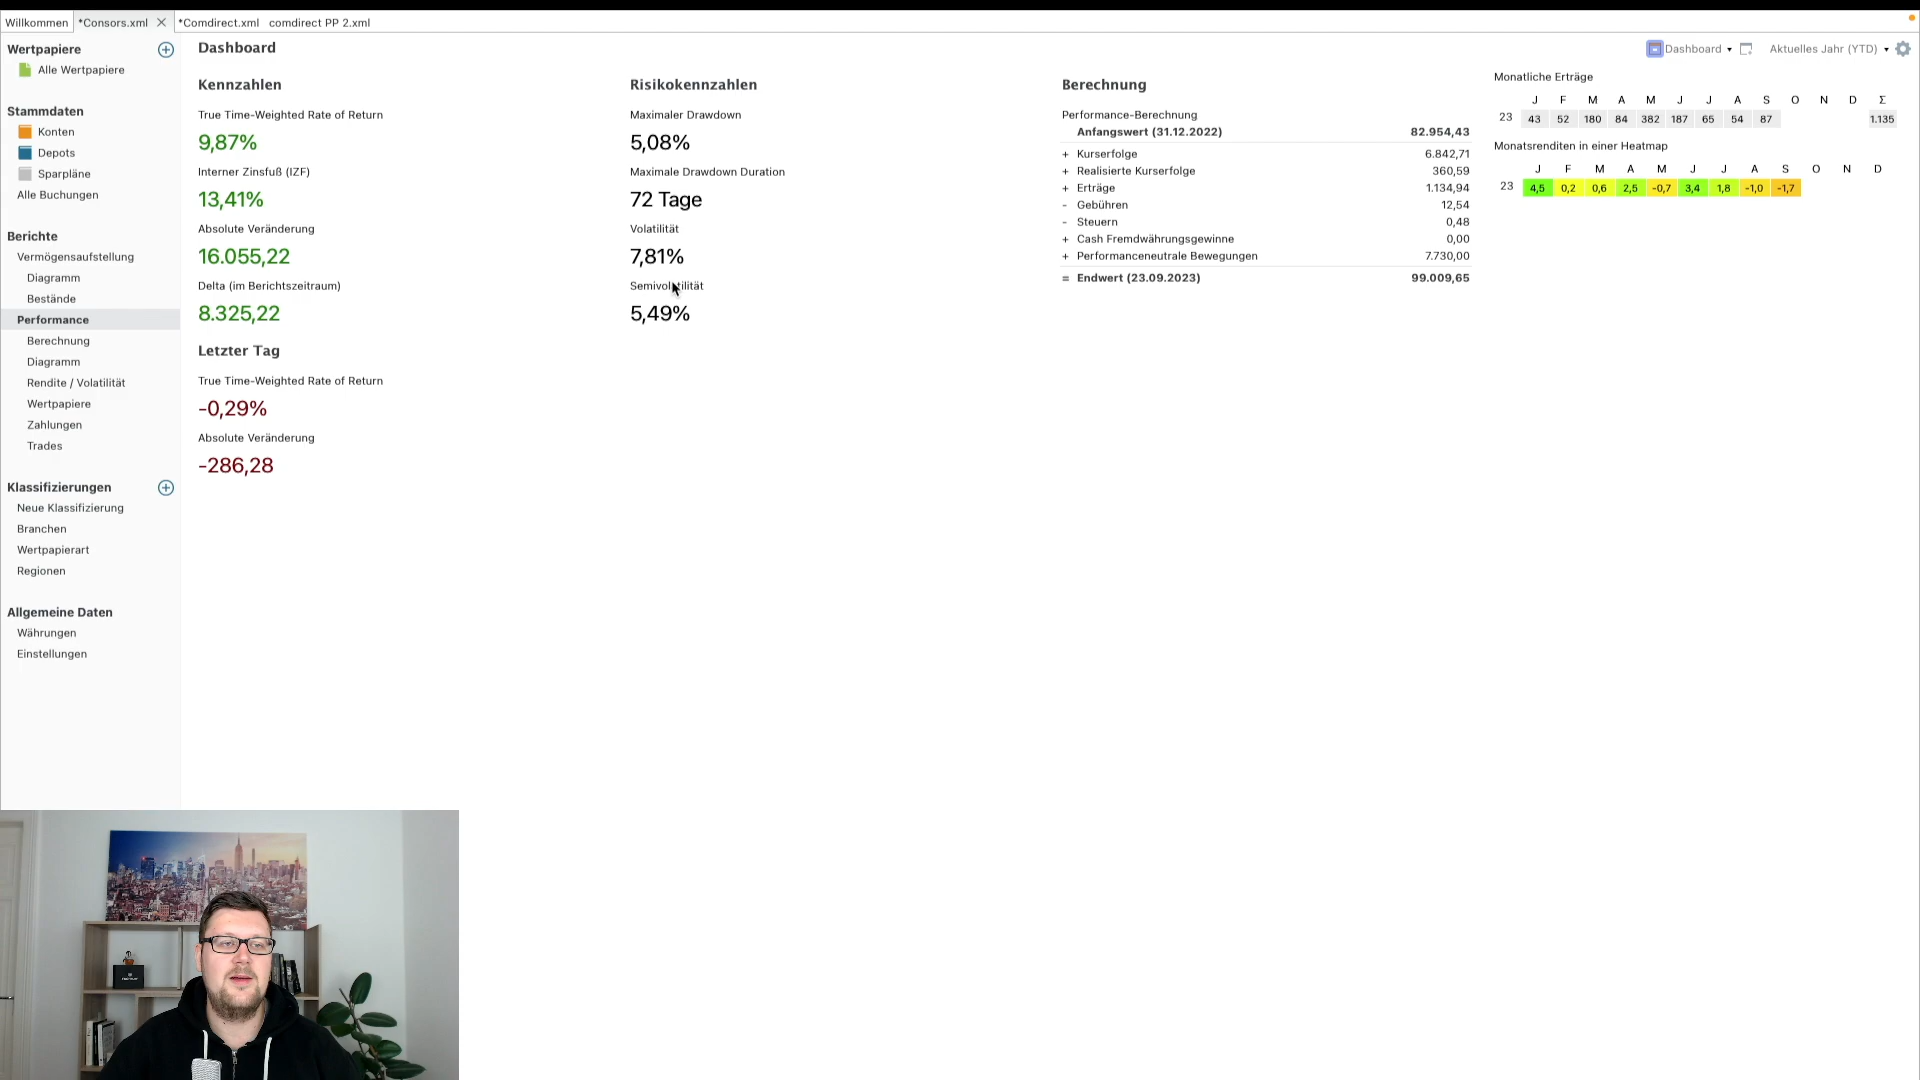 Willkommen *Consors.xml *Comdirect.xml comdirect PP 2.xml
Wertpapiere
Alle Wertpapiere
Stammdaten
Konten
Depots
Sparpläne
Alle Buchungen
Berichte
Vermögensaufstellung
Diagramm
Bestände
Performance
Berechnung
Diagramm
Rendite / Volatilität
Wertpapiere
Zahlungen
Trades
Klassifizierungen
Neue Klassifizierung
Branchen
Wertpapierart
Regionen
Allgemeine Daten
Währungen
Einstellungen
Dashboard
Dashboard Aktuelles Jahr (YTD)
Kennzahlen
True Time-Weighted Rate of Return
9,87%
Interner Zinsfuß (IZF)
13,41%
Absolute Veränderung
16.055,22
Delta (im Berichtszeitraum)
8.325,22
Letzter Tag
True Time-Weighted Rate of Return
-0,29%
Absolute Veränderung
-286,28
Risikokennzahlen
Maximaler Drawdown
5,08%
Maximale Drawdown Duration
72 Tage
Volatilität
7,81%
Semivolatilität
5,49%
Berechnung
Performance-Berechnung
Anfangswert (31.12.2022) 82.954,43
+ Kurserfolge 6.842,71
+ Realisierte Kurserfolge 360,59
+ Erträge 1.134,94
- Gebühren 12,54
- Steuern 0,48
+ Cash Fremdwährungsgewinne 0,00
+ Performanceneutrale Bewegungen 7.730,00
= Endwert (23.09.2023) 99.009,65
Monatliche Erträge
J F M A M J J A S O N D Σ
23 43 52 180 84 382 187 65 54 87 1.135
Monatsrenditen in einer Heatmap
J F M A M J J A S O N D
23 4,5 0,2 0,6 2,5 -0,7 3,4 1,8 -1,0 -1,7